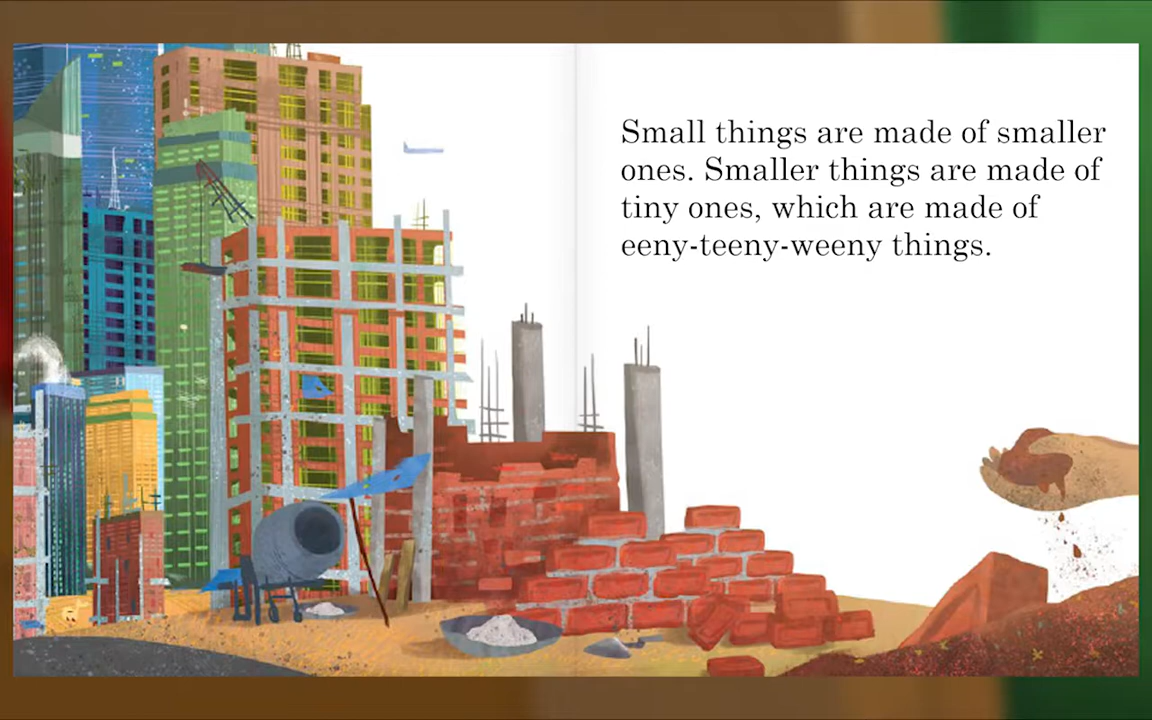 Small things are made of smaller
ones. Smaller things are made of
tiny ones, which are made of
eeny-teeny-weeny things.